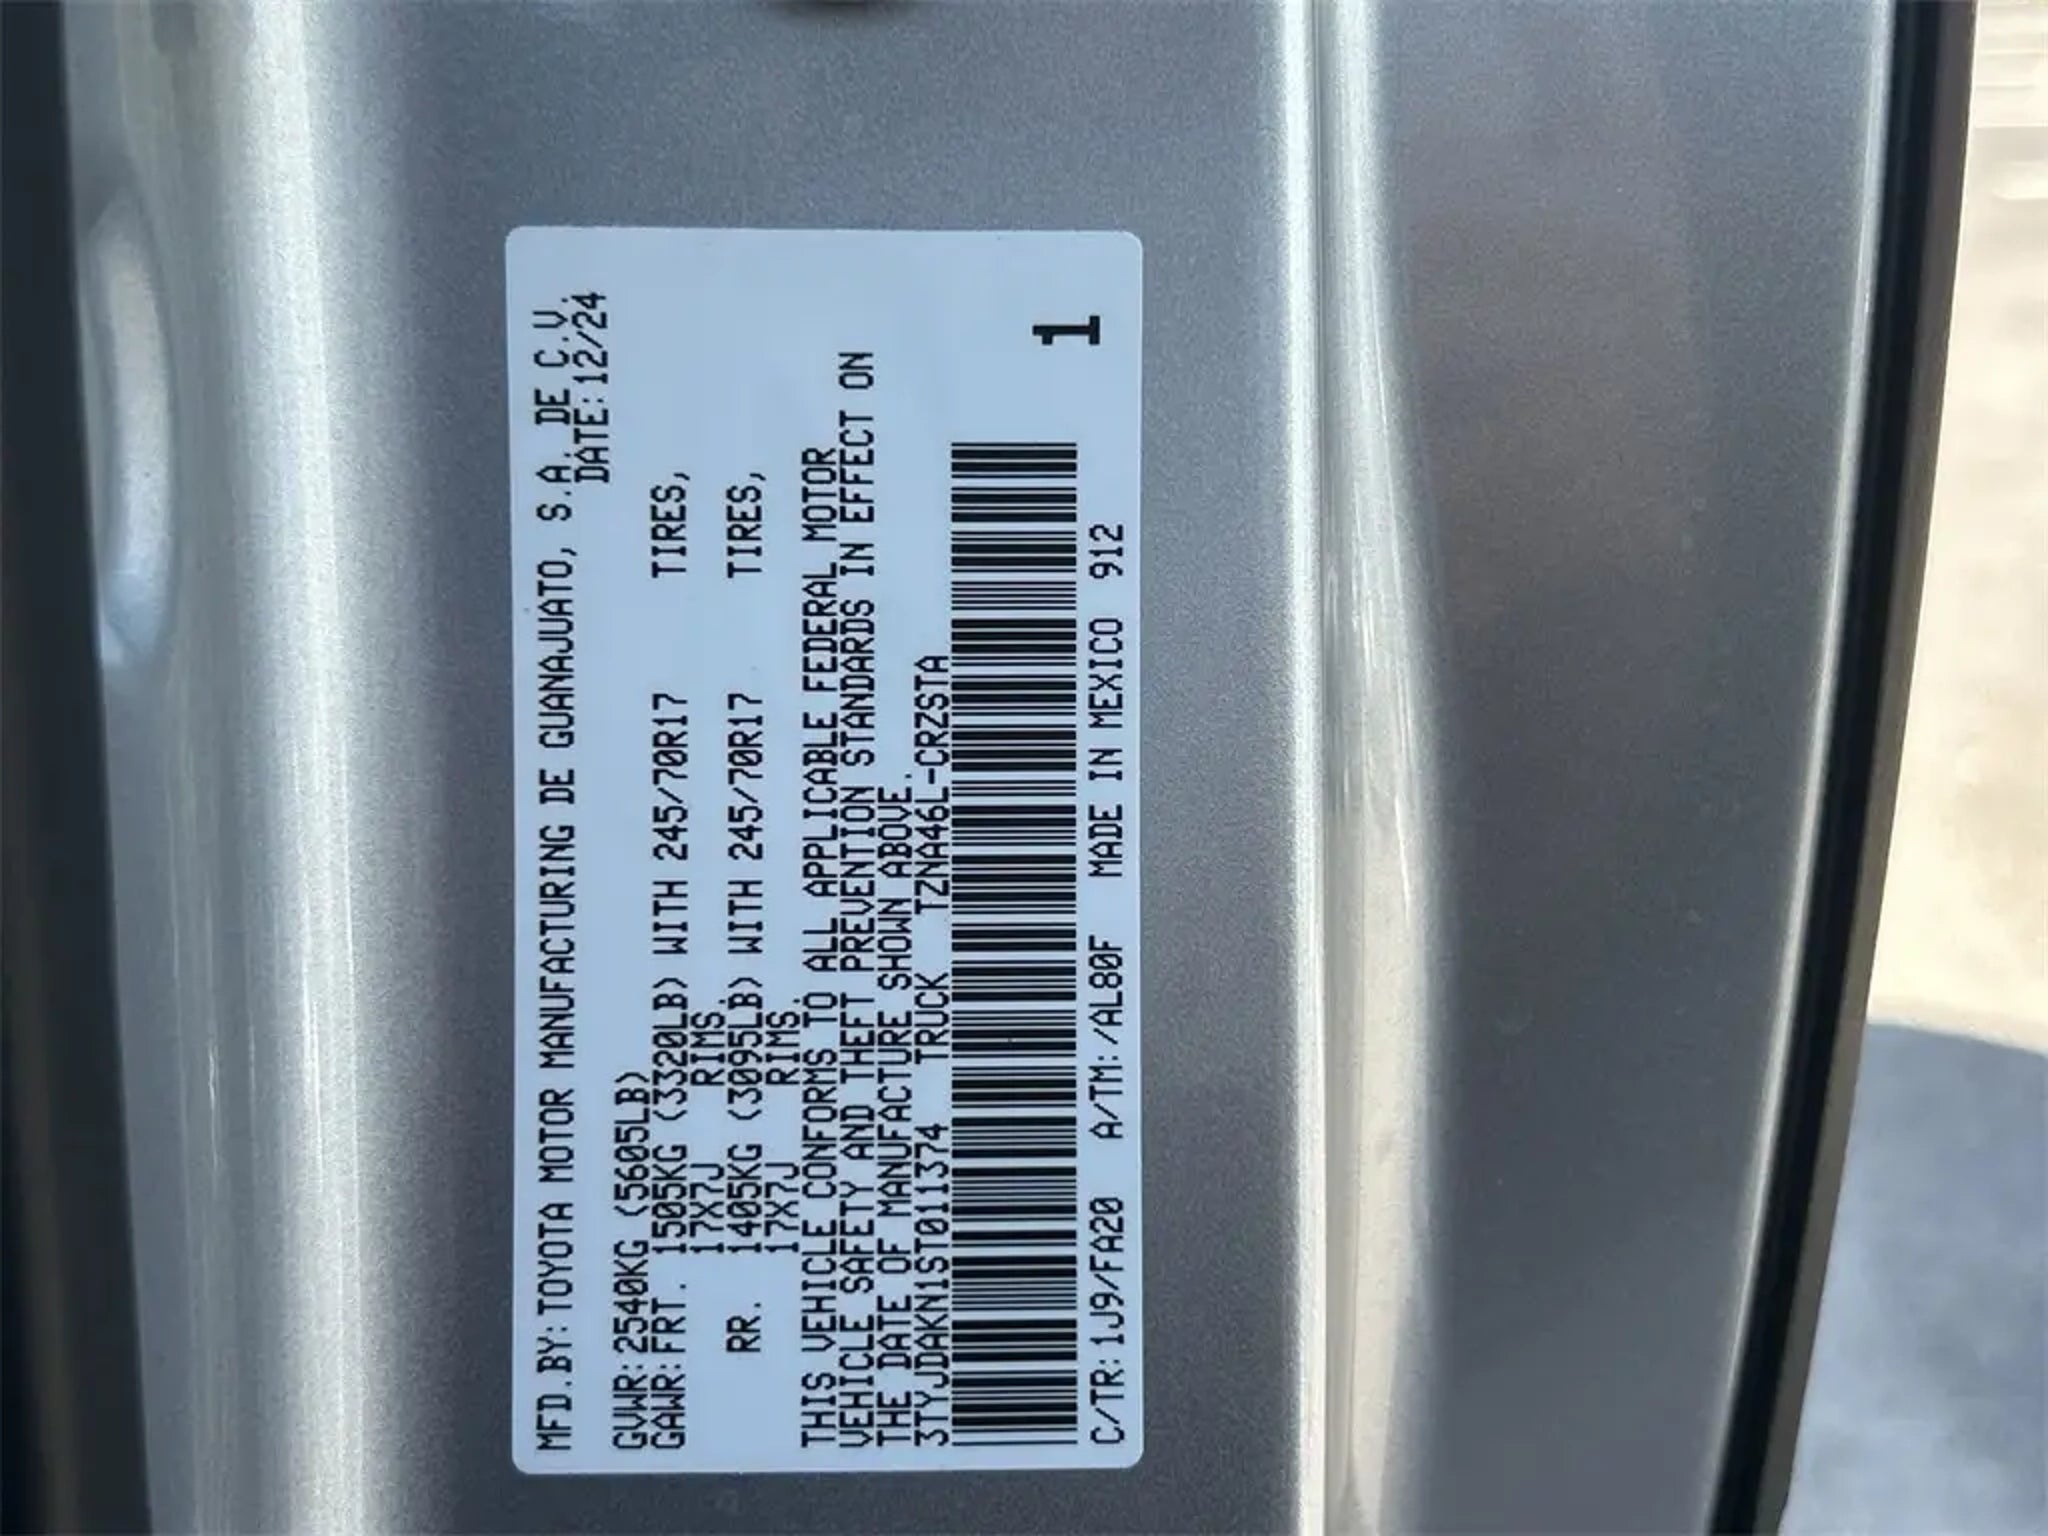 MFD.BY:TOYOTA MOTOR MANUFACTURING DE GUANAJUATO, S.A. DE C.V.
DATE:12/24
GVWR:2540KG (5605LB)
GAWR:FRT. 1505KG (3320LB) WITH 245/70R17 TIRES,
17X7J RIMS.
RR. 1405KG (3095LB) WITH 245/70R17 TIRES,
17X7J RIMS.
THIS VEHICLE CONFORMS TO ALL APPLICABLE FEDERAL MOTOR
VEHICLE SAFETY AND THEFT PREVENTION STANDARDS IN EFFECT ON
THE DATE OF MANUFACTURE SHOWN ABOVE.
3TYJDAKN1ST011374 TRUCK TZNA46L-CRZSTA
1
C/TR:1J9/FA20 A/TM:/AL80F MADE IN MEXICO 912